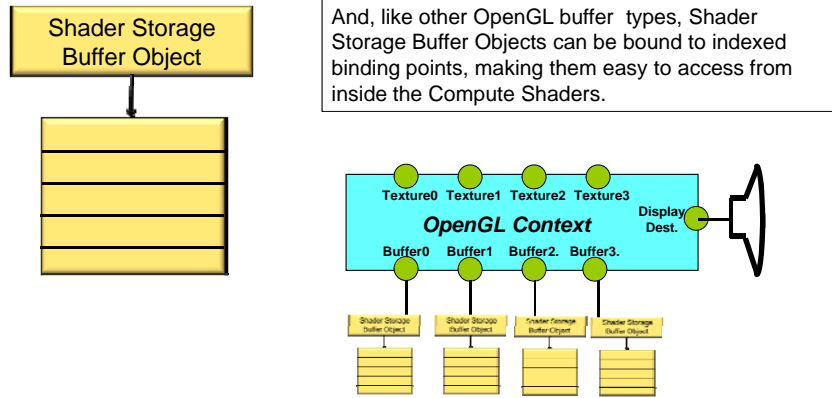 Shader Storage
Buffer Object
And, like other OpenGL buffer types, Shader
Storage Buffer Objects can be bound to indexed
binding points, making them easy to access from
inside the Compute Shaders.
Texture0 Texture1 Texture2 Texture3
Display
Dest.
OpenGL Context
Buffer0 Buffer1 Buffer2. Buffer3.
Shader Storage
Buffer Object
Shader Storage
Buffer Object
Shader Storage
Buffer Object
Shader Storage
Buffer Object